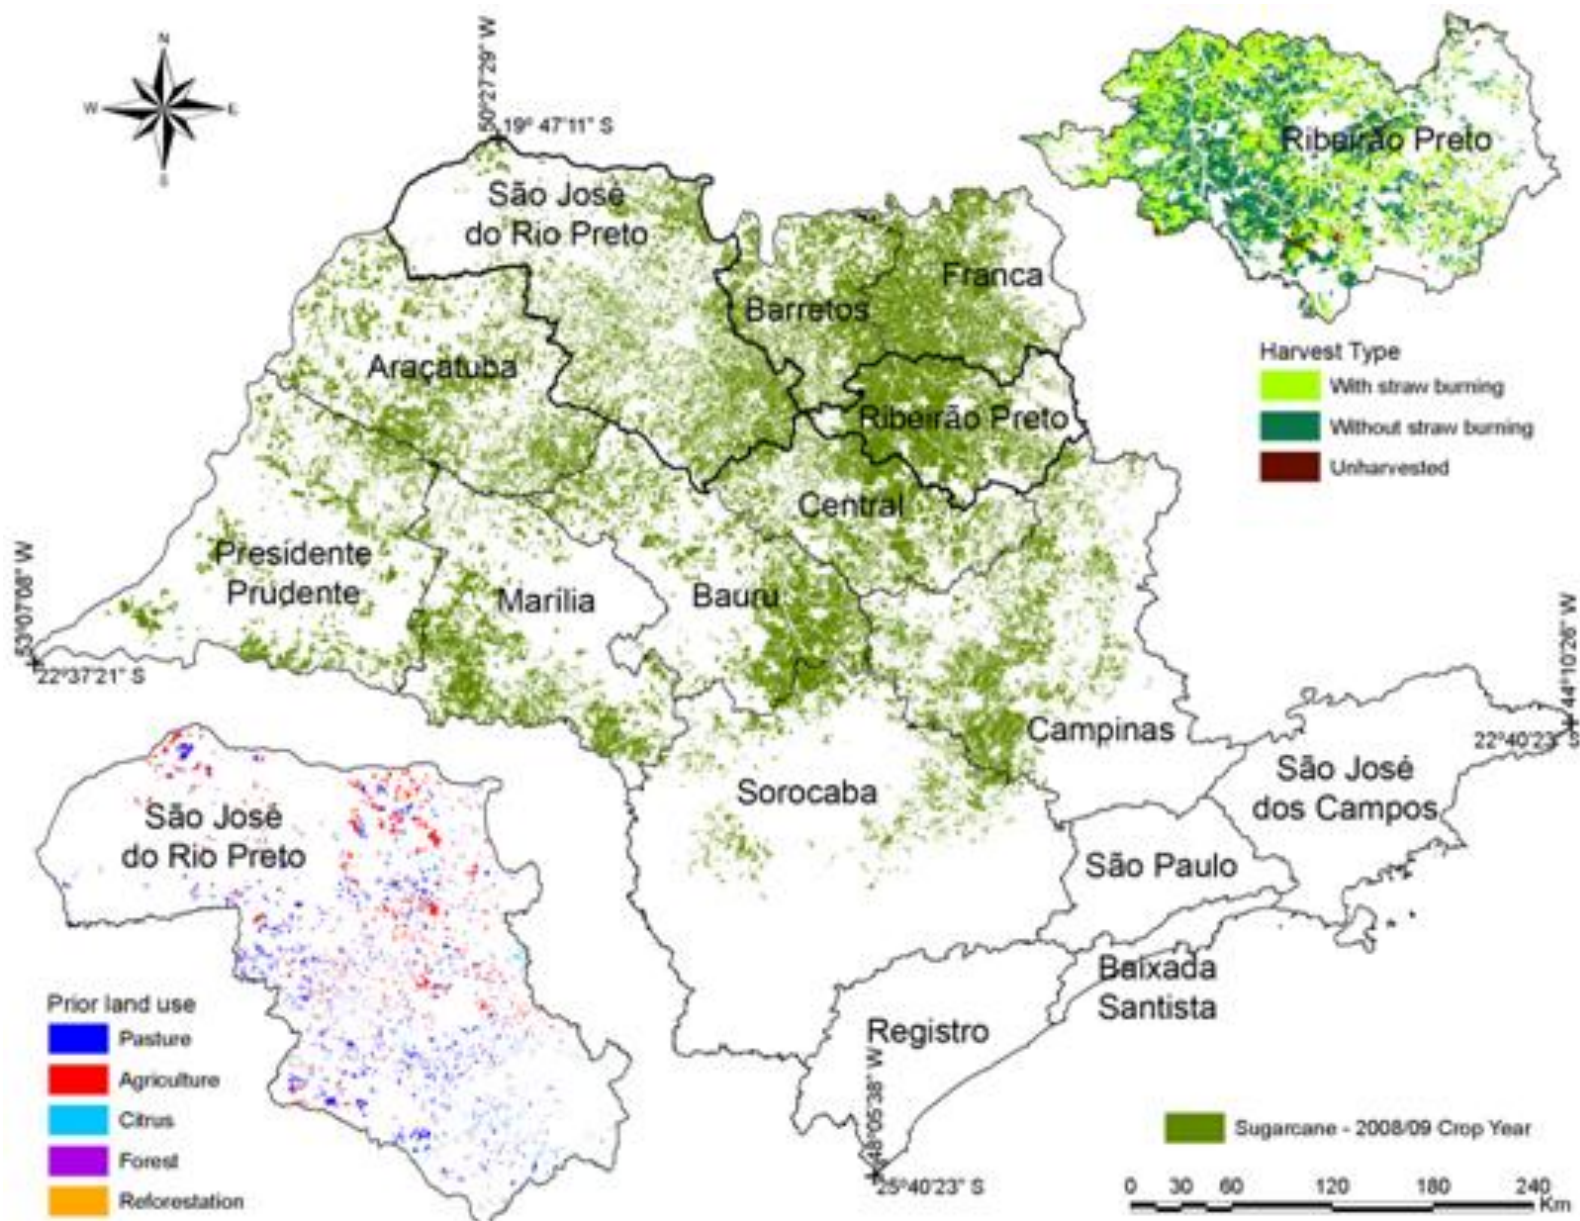 N
W
E
S
50°27'29" W
19° 47'11" S
São José
do Rio Preto
Barretos
Franca
Araçatuba
Ribeirão Preto
Central
Presidente
Prudente
Marília
Bauru
53°07'08" W
22°37'21" S
Campinas
Sorocaba
São José
dos Campos
44°10'26" W
22°40'23" S
São Paulo
Baixada
Santista
Registro
48°05'38" W
25°40'23" S
Ribeirão Preto
Harvest Type
With straw burning
Without straw burning
Unharvested
São José
do Rio Preto
Prior land use
Pasture
Agriculture
Citrus
Forest
Reforestation
Sugarcane - 2008/09 Crop Year
0 30 60 120 180 240
Km